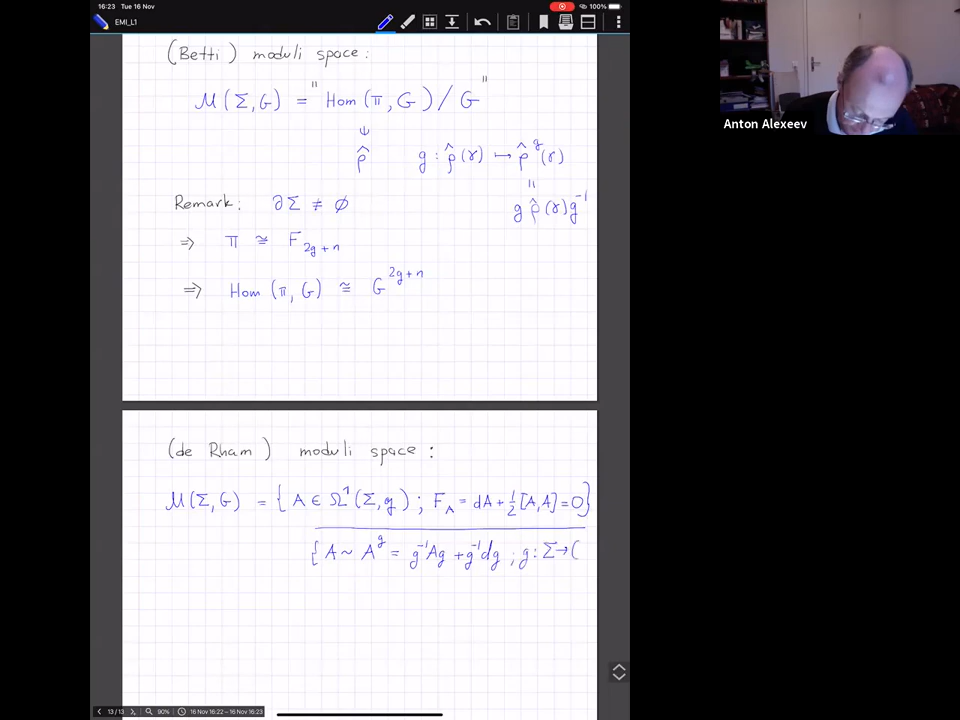 16:23 Tue 16 Nov
100%
EMI_L1
(Betti) moduli space:
M(Σ, G) = "Hom(π, G) / G"
ρ̂ g : ρ̂(γ) ↦ ρ̂^g(γ)
=
g ρ̂(γ) g⁻¹
Remark: ∂Σ ≠ ∅
⇒ π ≅ F_{2g+n}
⇒ Hom(π, G) ≅ G^{2g+n}
(de Rham) moduli space:
M(Σ, G) = { A ∈ Ω¹(Σ, g); F_A = dA + ½[A, A] = 0 }
{ A ~ A^g = g⁻¹Ag + g⁻¹dg ; g : Σ → (
13/13 90% 16 Nov 16:22 – 16 Nov 16:23
Anton Alexeev